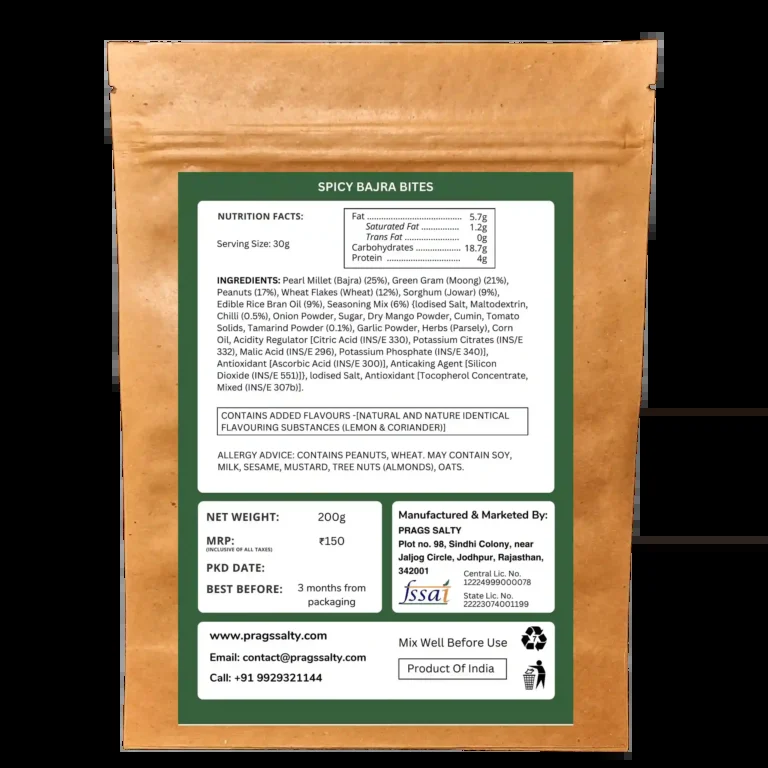 SPICY BAJRA BITES
NUTRITION FACTS:
Serving Size: 30g
Fat ........................................ 5.7g
Saturated Fat ................ 1.2g
Trans Fat ....................... 0g
Carbohydrates ................ 18.7g
Protein ............................... 4g
INGREDIENTS: Pearl Millet (Bajra) (25%), Green Gram (Moong) (21%),
Peanuts (17%), Wheat Flakes (Wheat) (12%), Sorghum (Jowar) (9%),
Edible Rice Bran Oil (9%), Seasoning Mix (6%) {Iodised Salt, Maltodextrin,
Chilli (0.5%), Onion Powder, Sugar, Dry Mango Powder, Cumin, Tomato
Solids, Tamarind Powder (0.1%), Garlic Powder, Herbs (Parsely), Corn
Oil, Acidity Regulator [Citric Acid (INS/E 330), Potassium Citrates (INS/E
332), Malic Acid (INS/E 296), Potassium Phosphate (INS/E 340)],
Antioxidant [Ascorbic Acid (INS/E 300)], Anticaking Agent [Silicon
Dioxide (INS/E 551)]}, Iodised Salt, Antioxidant [Tocopherol Concentrate,
Mixed (INS/E 307b)].
CONTAINS ADDED FLAVOURS -[NATURAL AND NATURE IDENTICAL
FLAVOURING SUBSTANCES (LEMON & CORIANDER)]
ALLERGY ADVICE: CONTAINS PEANUTS, WHEAT. MAY CONTAIN SOY,
MILK, SESAME, MUSTARD, TREE NUTS (ALMONDS), OATS.
NET WEIGHT: 200g
MRP: ₹150
(INCLUSIVE OF ALL TAXES)
PKD DATE:
BEST BEFORE: 3 months from
packaging
Manufactured & Marketed By:
PRAGS SALTY
Plot no. 98, Sindhi Colony, near
Jaljog Circle, Jodhpur, Rajasthan,
342001
fssai
Central Lic. No.
12224999000078
State Lic. No.
22223074001199
www.pragssalty.com
Email: contact@pragssalty.com
Call: +91 9929321144
Mix Well Before Use
7
Product Of India